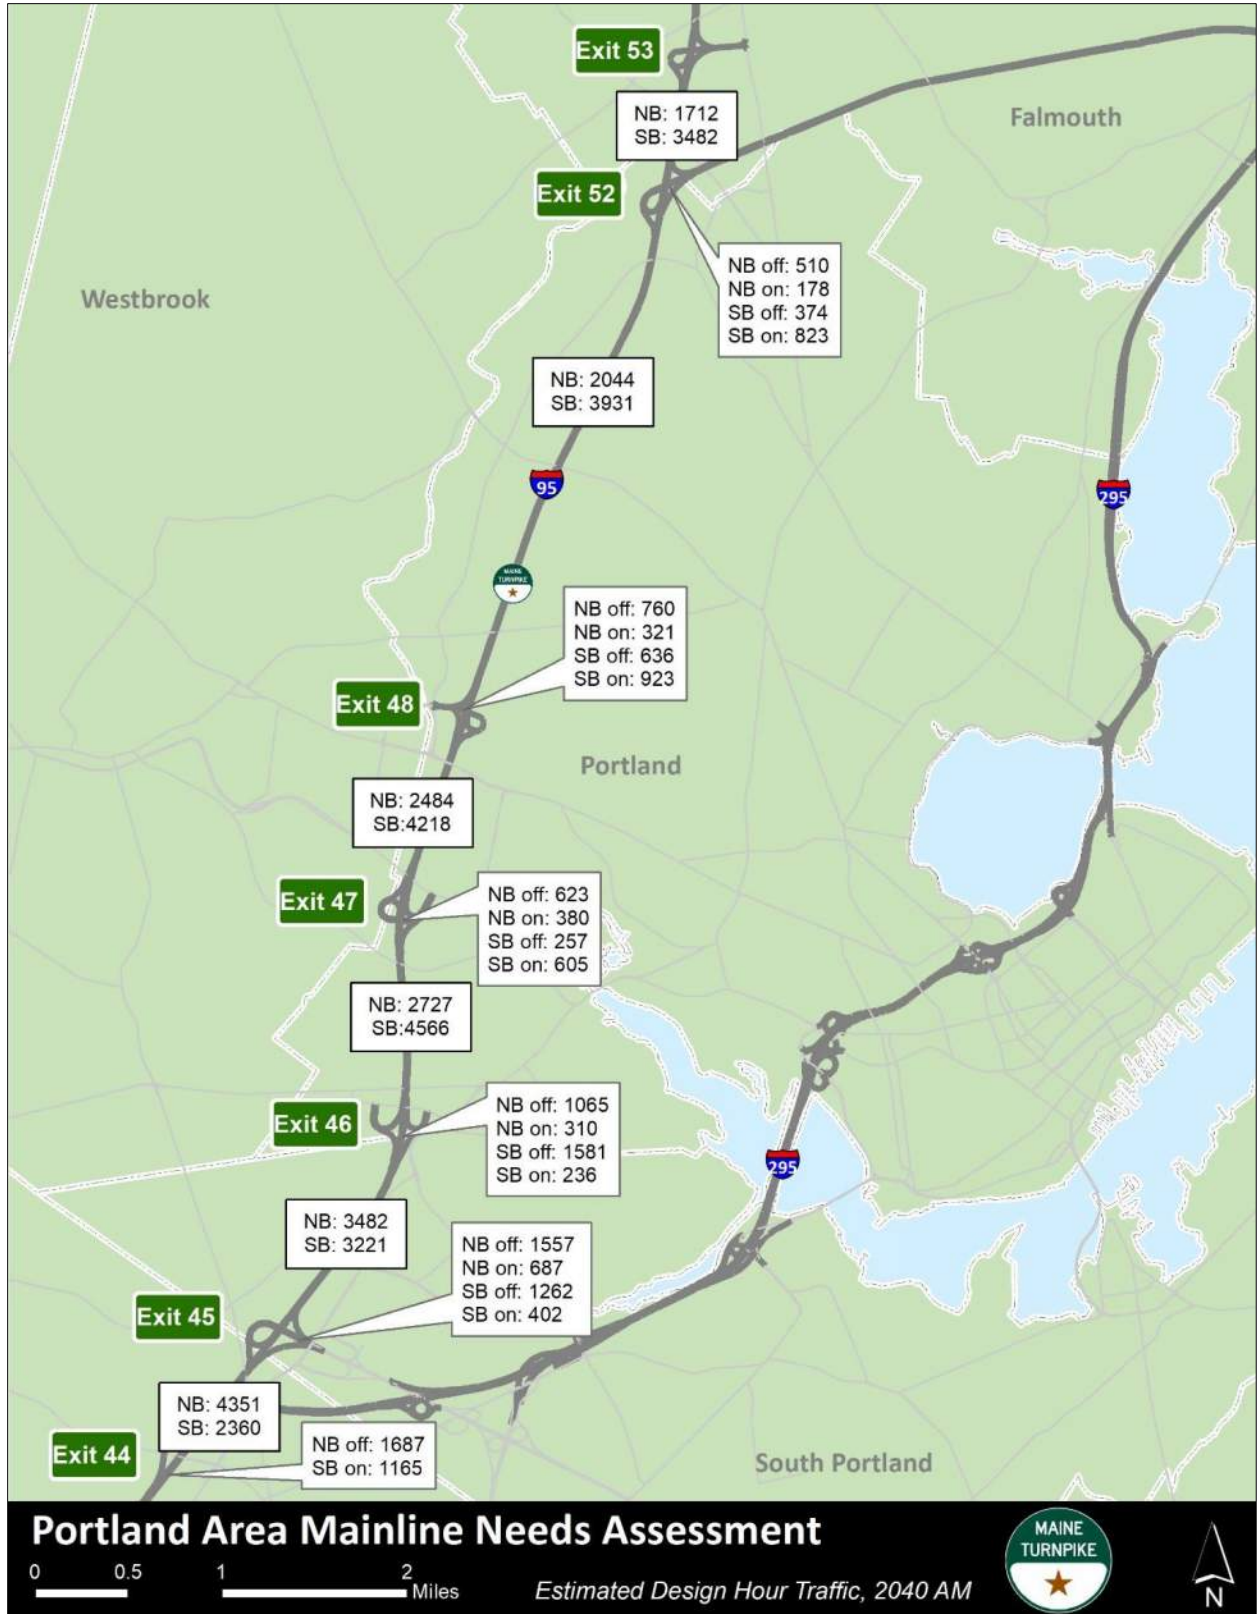 Exit 53
NB: 1712
SB: 3482
Falmouth
Exit 52
NB off: 510
NB on: 178
SB off: 374
SB on: 823
Westbrook
NB: 2044
SB: 3931
95
295
MAINE
TURNPIKE
NB off: 760
NB on: 321
SB off: 636
SB on: 923
Exit 48
Portland
NB: 2484
SB:4218
Exit 47
NB off: 623
NB on: 380
SB off: 257
SB on: 605
NB: 2727
SB:4566
Exit 46
NB off: 1065
NB on: 310
SB off: 1581
SB on: 236
295
NB: 3482
SB: 3221
NB off: 1557
NB on: 687
SB off: 1262
SB on: 402
Exit 45
NB: 4351
SB: 2360
Exit 44
NB off: 1687
SB on: 1165
South Portland
Portland Area Mainline Needs Assessment
0 0.5 1 2
Miles
Estimated Design Hour Traffic, 2040 AM
MAINE
TURNPIKE
N